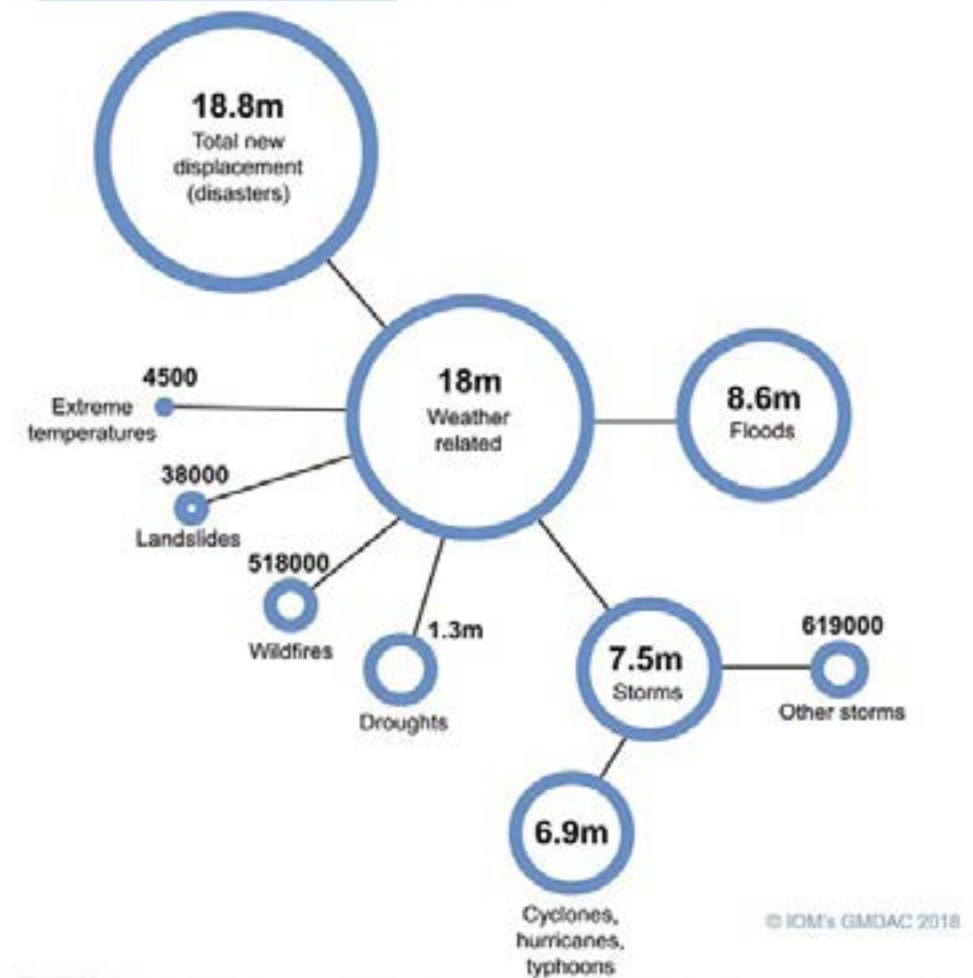 18.8m
Total new
displacement
(disasters)
18m
Weather
related
8.6m
Floods
4500
Extreme
temperatures
38000
Landslides
518000
Wildfires
1.3m
Droughts
7.5m
Storms
619000
Other storms
6.9m
Cyclones,
hurricanes,
typhoons
© IOM's GMDAC 2018